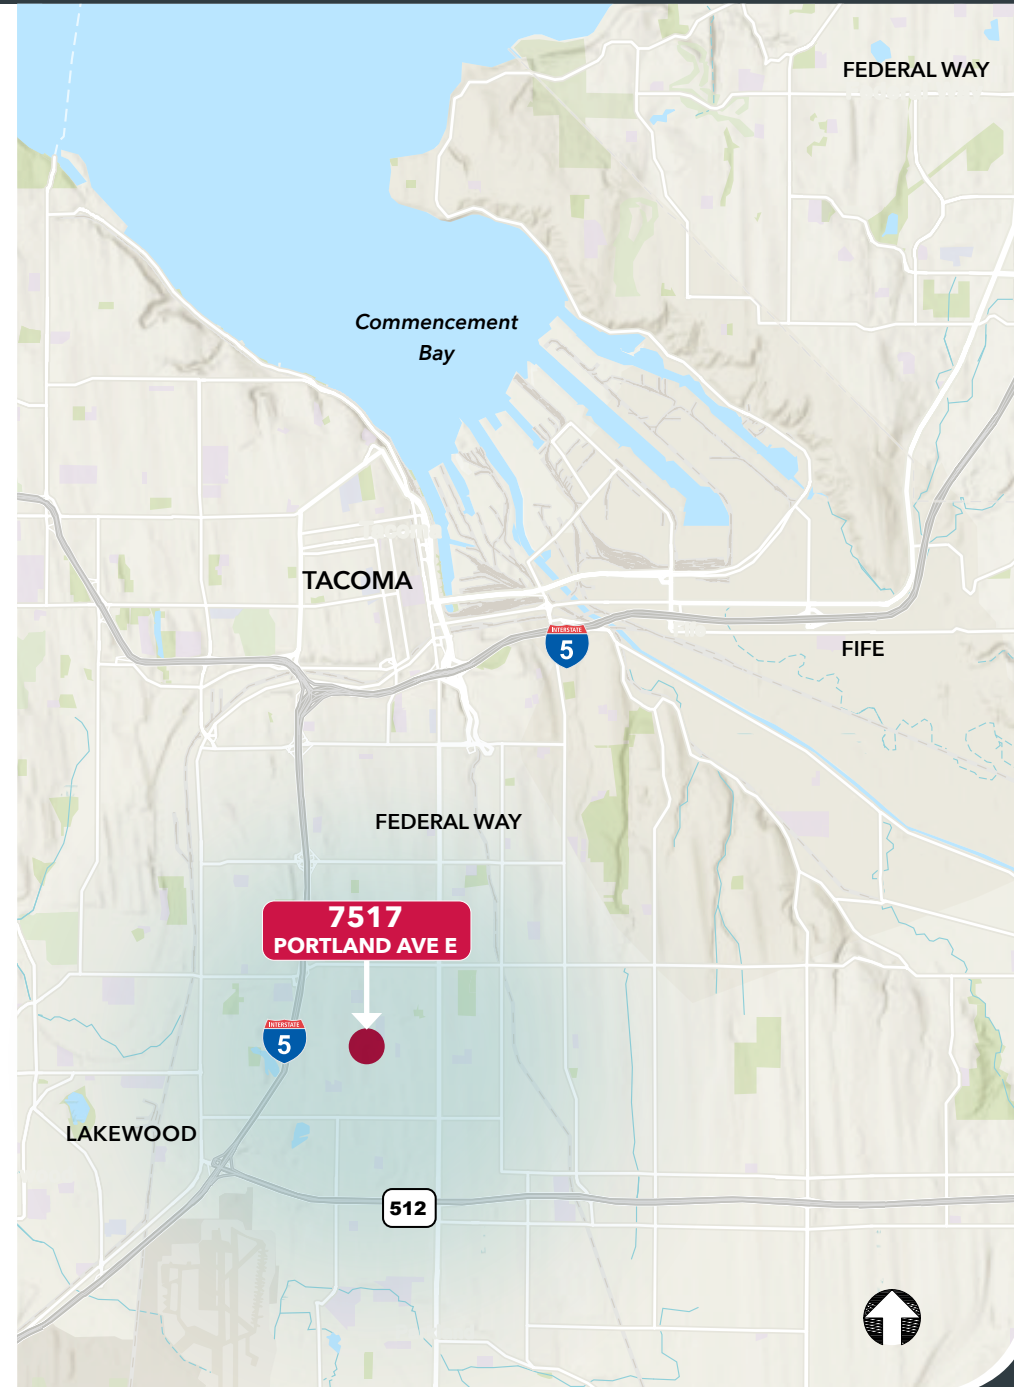 FEDERAL WAY
Commencement
Bay
TACOMA
INTERSTATE
5
FIFE
FEDERAL WAY
7517
PORTLAND AVE E
INTERSTATE
5
LAKEWOOD
512